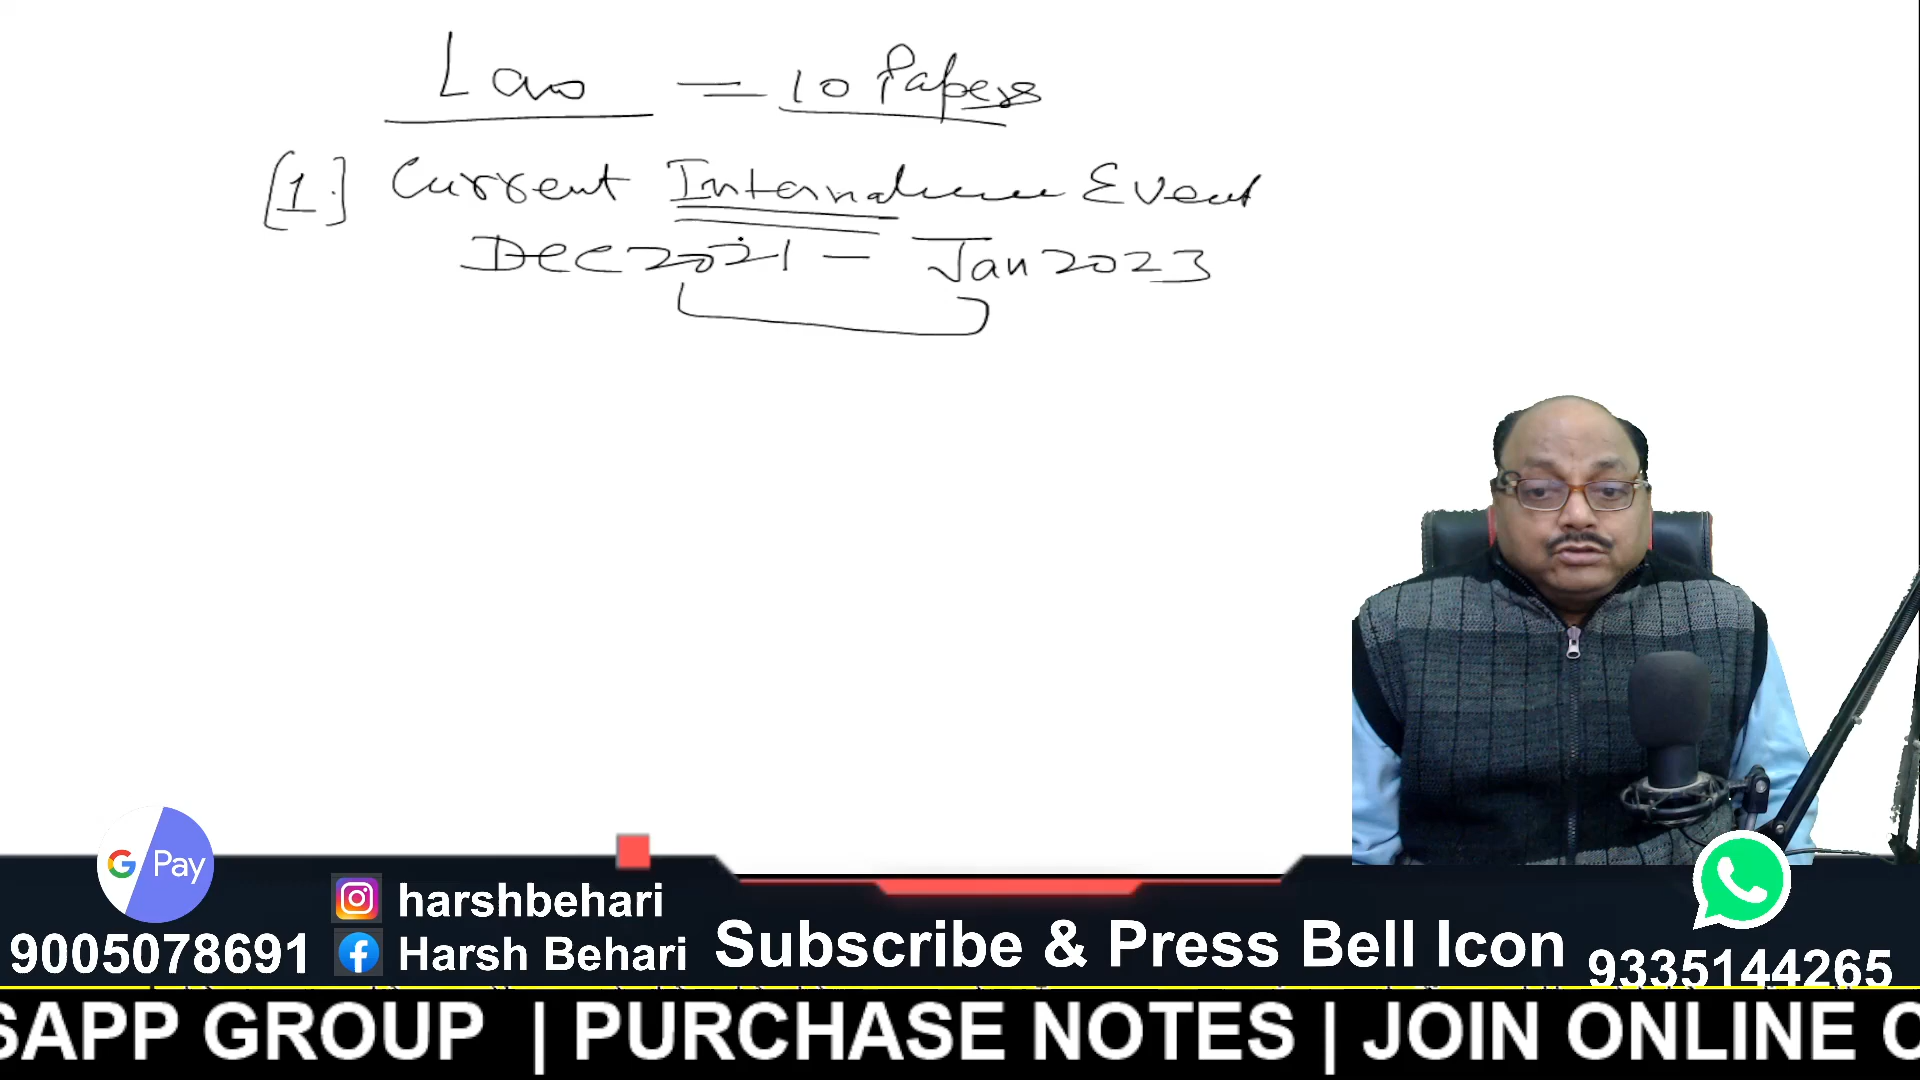 Law = 10 Papers
[1] Current International Event
Dec 2021 - Jan 2023
G Pay
9005078691
harshbehari
Harsh Behari
Subscribe & Press Bell Icon
9335144265
SAPP GROUP | PURCHASE NOTES | JOIN ONLINE C